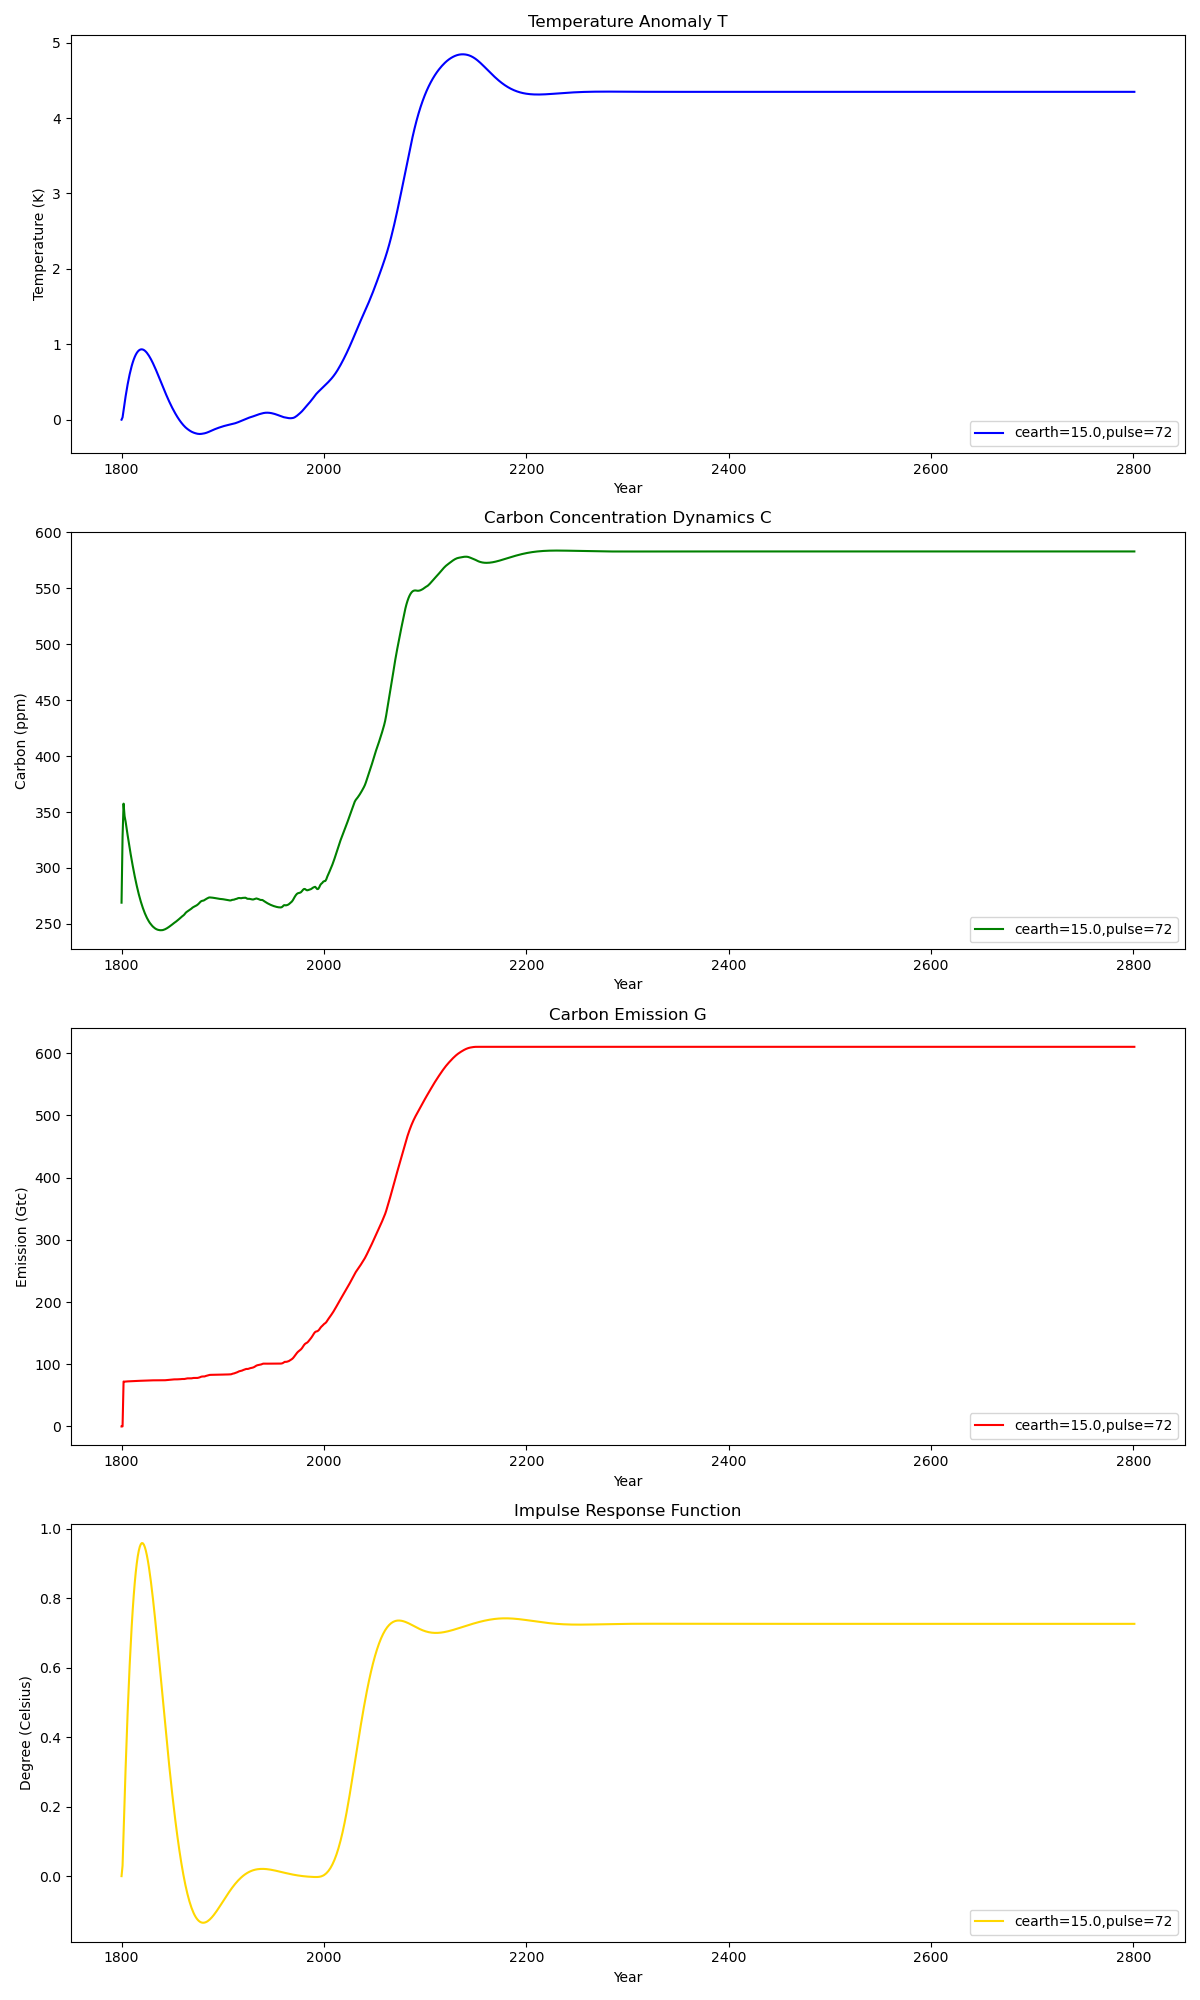 Temperature Anomaly T
5
4
3
2
1
0
Temperature (K)
cearth=15.0,pulse=72
1800 2000 2200 2400 2600 2800
Year
Carbon Concentration Dynamics C
600
550
500
450
400
350
300
250
Carbon (ppm)
cearth=15.0,pulse=72
1800 2000 2200 2400 2600 2800
Year
Carbon Emission G
600
500
400
300
200
100
0
Emission (Gtc)
cearth=15.0,pulse=72
1800 2000 2200 2400 2600 2800
Year
Impulse Response Function
1.0
0.8
0.6
0.4
0.2
0.0
Degree (Celsius)
cearth=15.0,pulse=72
1800 2000 2200 2400 2600 2800
Year